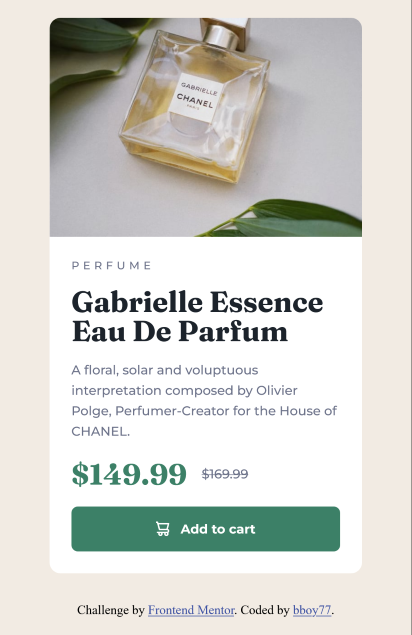 GABRIELLE
CHANEL
PARIS
PERFUME
Gabrielle Essence
Eau De Parfum
A floral, solar and voluptuous
interpretation composed by Olivier
Polge, Perfumer-Creator for the House of
CHANEL.
$149.99 $169.99
Add to cart
Challenge by Frontend Mentor. Coded by bboy77.